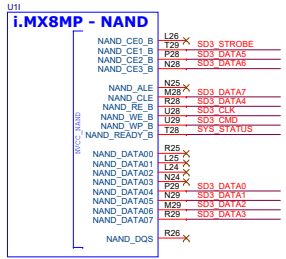 U1I
i.MX8MP - NAND
NAND_CE0_B L26
NAND_CE1_B T29 SD3_STROBE
NAND_CE2_B P28 SD3_DATA5
NAND_CE3_B N28 SD3_DATA6
NAND_ALE N25
NAND_CLE M28 SD3_DATA7
NAND_RE_B R28 SD3_DATA4
NAND_WE_B U28 SD3_CLK
NAND_WP_B U29 SD3_CMD
NAND_READY_B T28 SYS_STATUS
NVCC_NAND
NAND_DATA00 R25
NAND_DATA01 L25
NAND_DATA02 L24
NAND_DATA03 N24
NAND_DATA04 P29 SD3_DATA0
NAND_DATA05 N29 SD3_DATA1
NAND_DATA06 M29 SD3_DATA2
NAND_DATA07 R29 SD3_DATA3
NAND_DQS R26